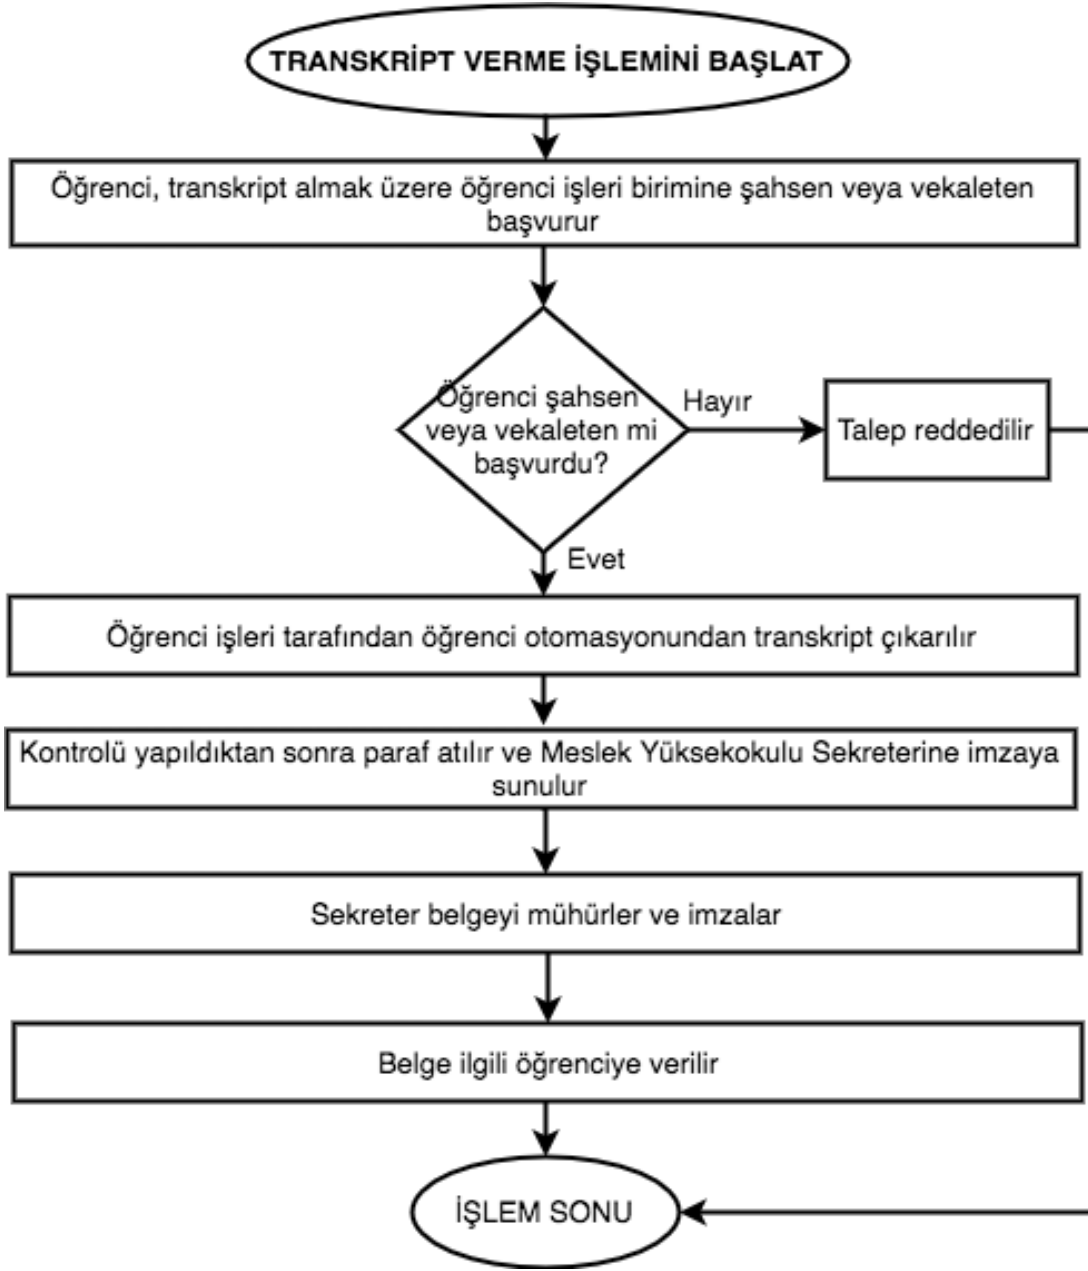 TRANSKRİPT VERME İŞLEMİNİ BAŞLAT
Öğrenci, transkript almak üzere öğrenci işleri birimine şahsen veya vekaleten
başvurur
Öğrenci şahsen
veya vekaleten mi
başvurdu?
Hayır
Talep reddedilir
Evet
Öğrenci işleri tarafından öğrenci otomasyonundan transkript çıkarılır
Kontrolü yapıldıktan sonra paraf atılır ve Meslek Yüksekokulu Sekreterine imzaya
sunulur
Sekreter belgeyi mühürler ve imzalar
Belge ilgili öğrenciye verilir
İŞLEM SONU